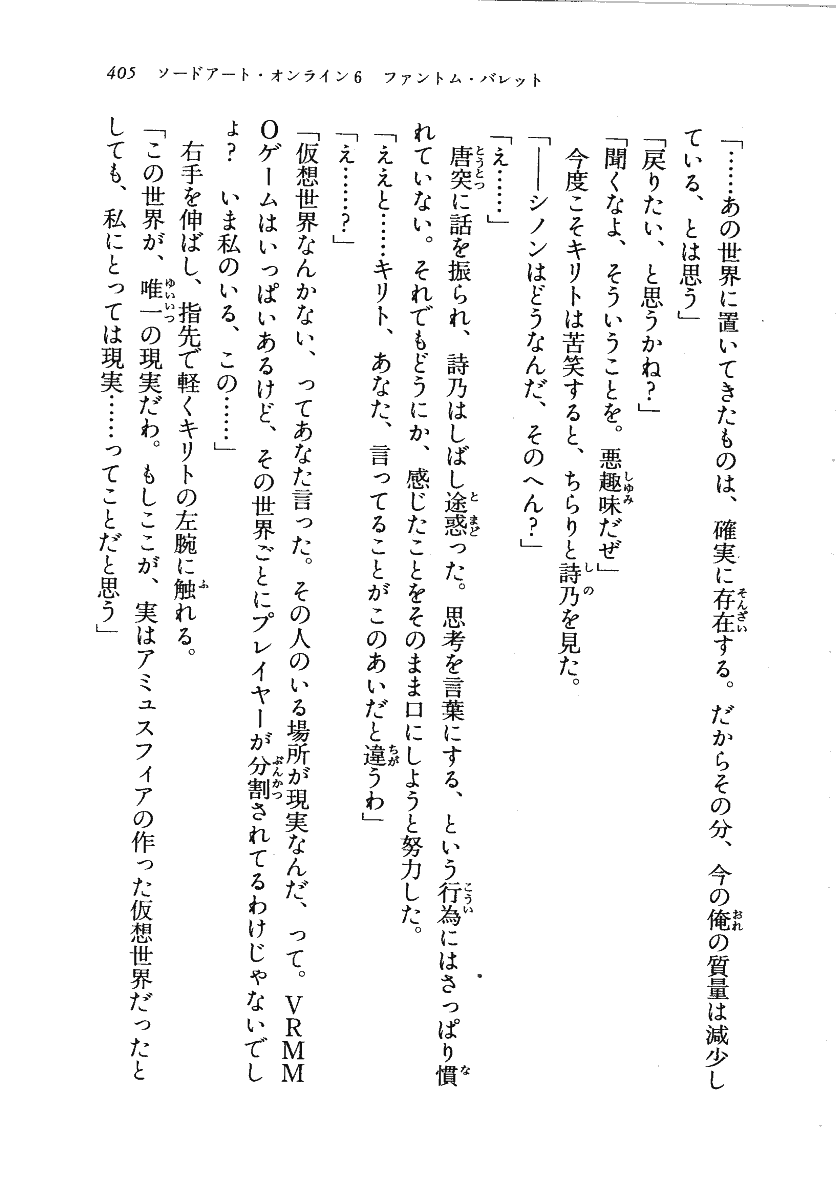 405 ソードアート・オンライン6 ファントム・バレット
「……あの世界に置いてきたものは、確実に存在する。だからその分、今の俺の質量は減少し
ている、とは思う」
「戻りたい、と思うかね?」
「聞くなよ、そういうことを。悪趣味だぜ」
今度こそキリトは苦笑すると、ちらりと詩乃を見た。
「――シノンはどうなんだ、そのへん?」
「え……」
唐突に話を振られ、詩乃はしばし途惑った。思考を言葉にする、という行為にはさっぱり慣
れていない。それでもどうにか、感じたことをそのまま口にしようと努力した。
「ええと……キリト、あなた、言ってることがこのあいだと違うわ」
「え……?」
「仮想世界なんかない、ってあなた言った。その人のいる場所が現実なんだ、って。VRMM
Oゲームはいっぱいあるけど、その世界ごとにプレイヤーが分割されてるわけじゃないでし
ょ? いま私のいる、この……」
右手を伸ばし、指先で軽くキリトの左腕に触れる。
「この世界が、唯一の現実だわ。もしここが、実はアミュスフィアの作った仮想世界だったと
しても、私にとっては現実……ってことだと思う」